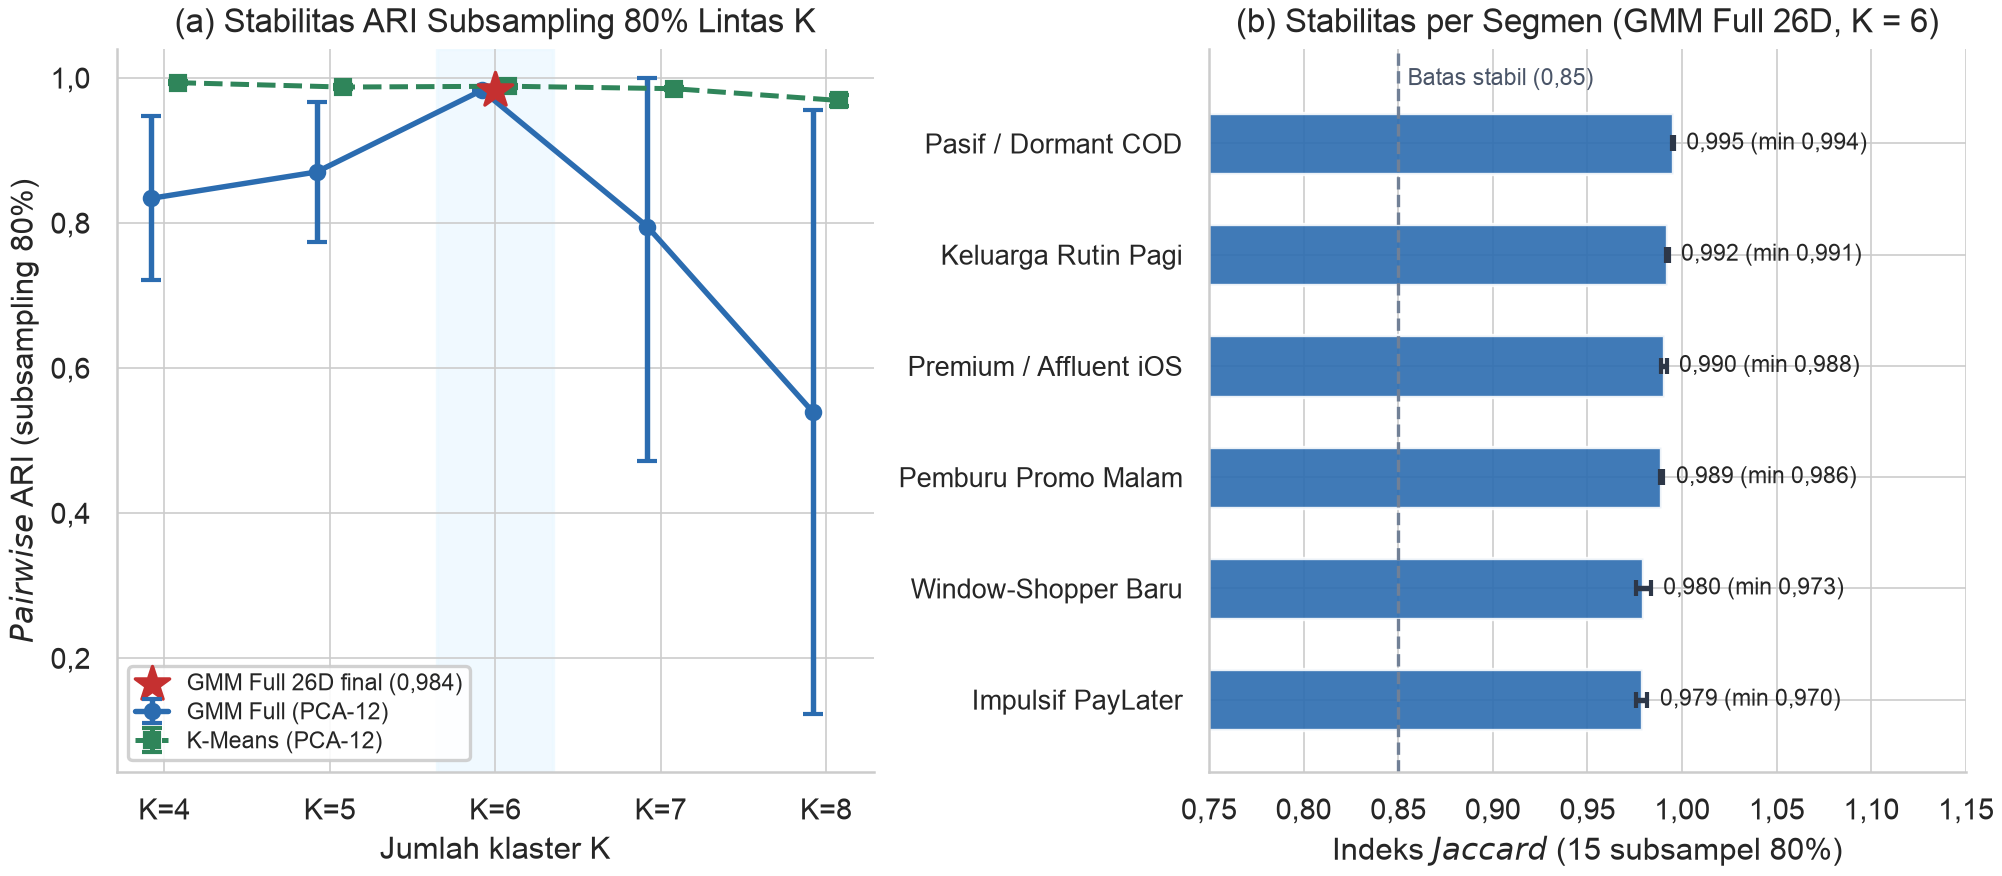 (a) Stabilitas ARI Subsampling 80% Lintas K
Pairwise ARI (subsampling 80%)
1,0
0,8
0,6
0,4
0,2
GMM Full 26D final (0,984)
GMM Full (PCA-12)
K-Means (PCA-12)
K=4 K=5 K=6 K=7 K=8
Jumlah klaster K
(b) Stabilitas per Segmen (GMM Full 26D, K = 6)
Batas stabil (0,85)
Pasif / Dormant COD 0,995 (min 0,994)
Keluarga Rutin Pagi 0,992 (min 0,991)
Premium / Affluent iOS 0,990 (min 0,988)
Pemburu Promo Malam 0,989 (min 0,986)
Window-Shopper Baru 0,980 (min 0,973)
Impulsif PayLater 0,979 (min 0,970)
0,75 0,80 0,85 0,90 0,95 1,00 1,05 1,10 1,15
Indeks Jaccard (15 subsampel 80%)